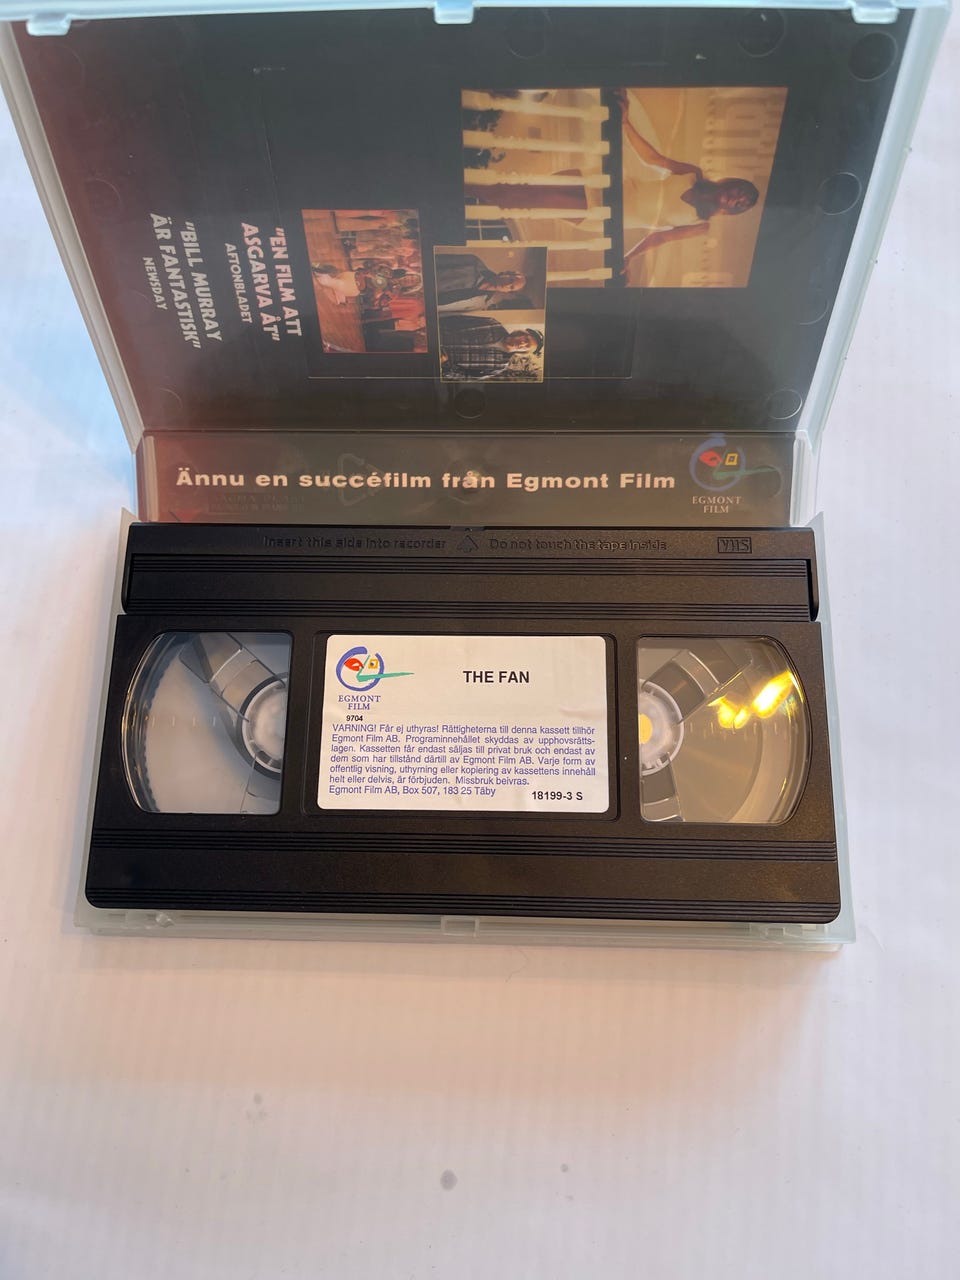 "EN FILM ATT
ASGARVA ÅT"
AFTONBLADET
"BILL MURRAY
ÄR FANTASTISK"
NEWSDAY
Ännu en succéfilm från Egmont Film
EGMONT
FILM
Insert this side into recorder Do not touch the tape inside VHS
EGMONT
FILM
THE FAN
9704
VARNING! Får ej uthyras! Rättigheterna till denna kassett tillhör
Egmont Film AB. Programinnehållet skyddas av upphovsrätts-
lagen. Kassetten får endast säljas till privat bruk och endast av
dem som har tillstånd därtill av Egmont Film AB. Varje form av
offentlig visning, uthyrning eller kopiering av kassettens innehåll
helt eller delvis, är förbjuden. Missbruk beivras.
Egmont Film AB, Box 507, 183 25 Täby
18199-3 S